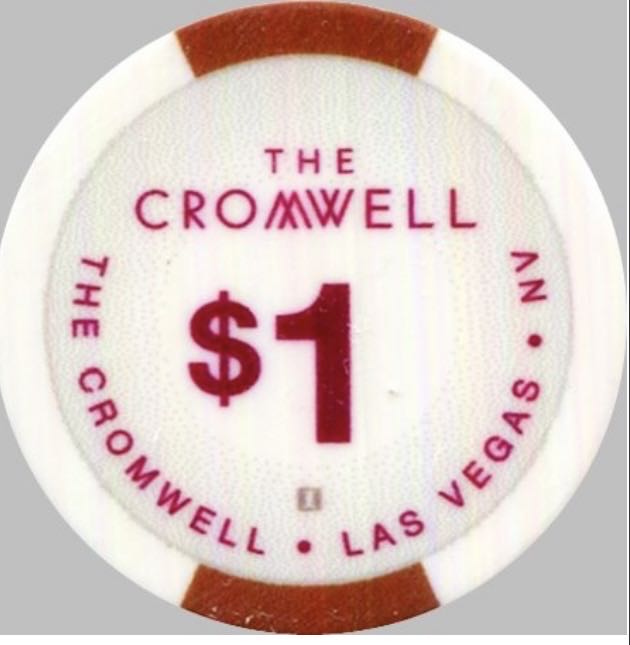 THE
CROMWELL
$1
THE CROMWELL • LAS VEGAS • NV